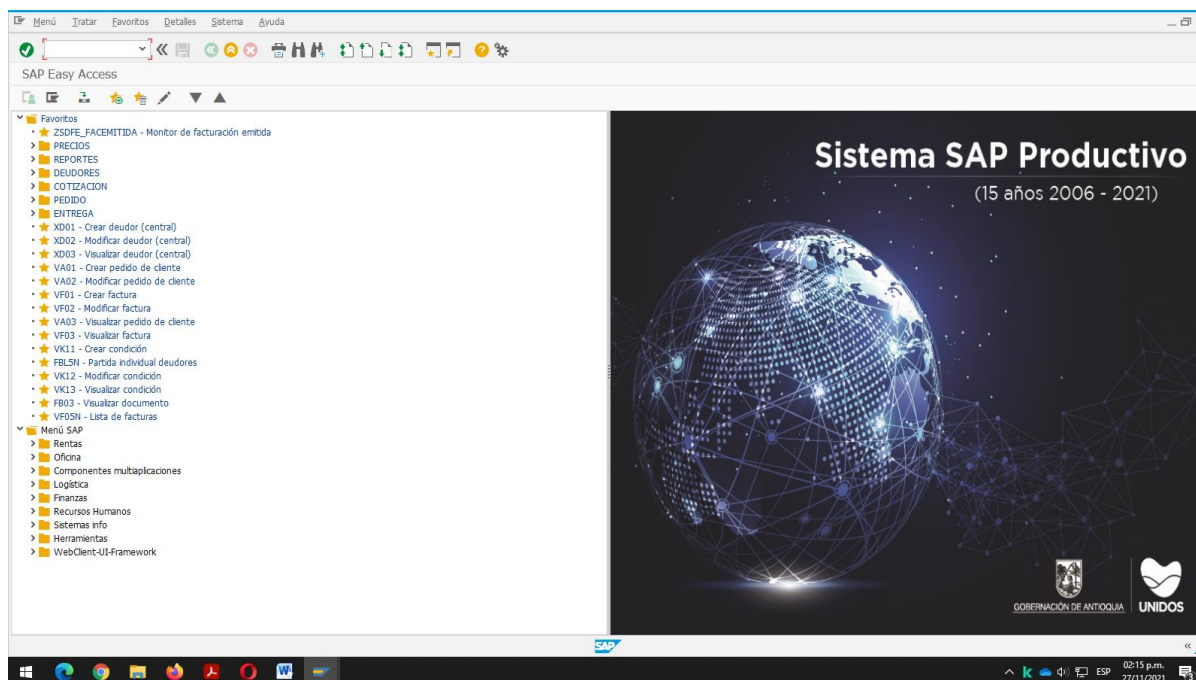 Menú Tratar Favoritos Detalles Sistema Ayuda
SAP Easy Access
Favoritos
ZSDFE_FACEMITIDA - Monitor de facturación emitida
PRECIOS
REPORTES
DEUDORES
COTIZACION
PEDIDO
ENTREGA
XD01 - Crear deudor (central)
XD02 - Modificar deudor (central)
XD03 - Visualizar deudor (central)
VA01 - Crear pedido de cliente
VA02 - Modificar pedido de cliente
VF01 - Crear factura
VF02 - Modificar factura
VA03 - Visualizar pedido de cliente
VF03 - Visualizar factura
VK11 - Crear condición
FBL5N - Partida individual deudores
VK12 - Modificar condición
VK13 - Visualizar condición
FB03 - Visualizar documento
VF05N - Lista de facturas
Menú SAP
Rentas
Oficina
Componentes multiaplicaciones
Logística
Finanzas
Recursos Humanos
Sistemas info
Herramientas
WebClient-UI-Framework
Sistema SAP Productivo
(15 años 2006 - 2021)
GOBERNACIÓN DE ANTIOQUIA
UNIDOS
SAP
ESP
02:15 p.m.
27/11/2021
3